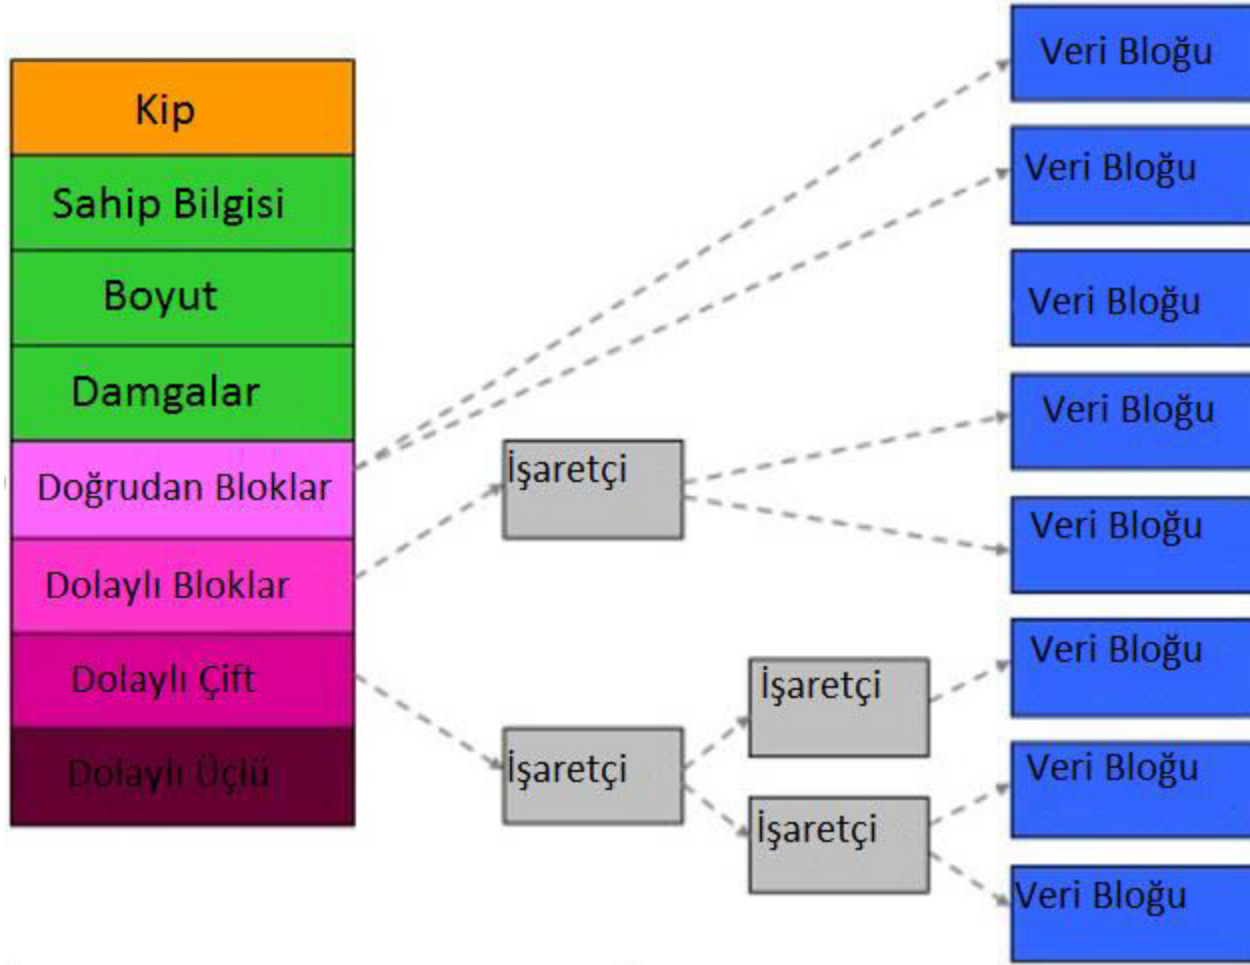 Kip
Sahip Bilgisi
Boyut
Damgalar
Doğrudan Bloklar
Dolaylı Bloklar
Dolaylı Çift
Dolaylı Üçlü
İşaretçi
İşaretçi
İşaretçi
İşaretçi
Veri Bloğu
Veri Bloğu
Veri Bloğu
Veri Bloğu
Veri Bloğu
Veri Bloğu
Veri Bloğu
Veri Bloğu